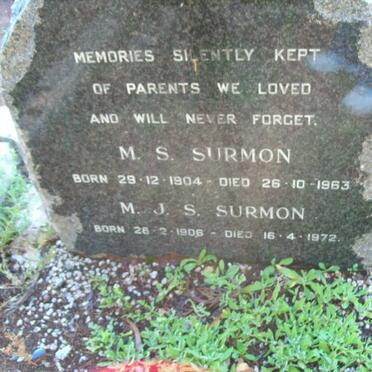 MEMORIES SILENTLY KEPT
OF PARENTS WE LOVED
AND WILL NEVER FORGET.
M. S. SURMON
BORN 29·12·1904 - DIED 26·10·1963
M. J. S. SURMON
BORN 28·2·1906 - DIED 16·4·1972.